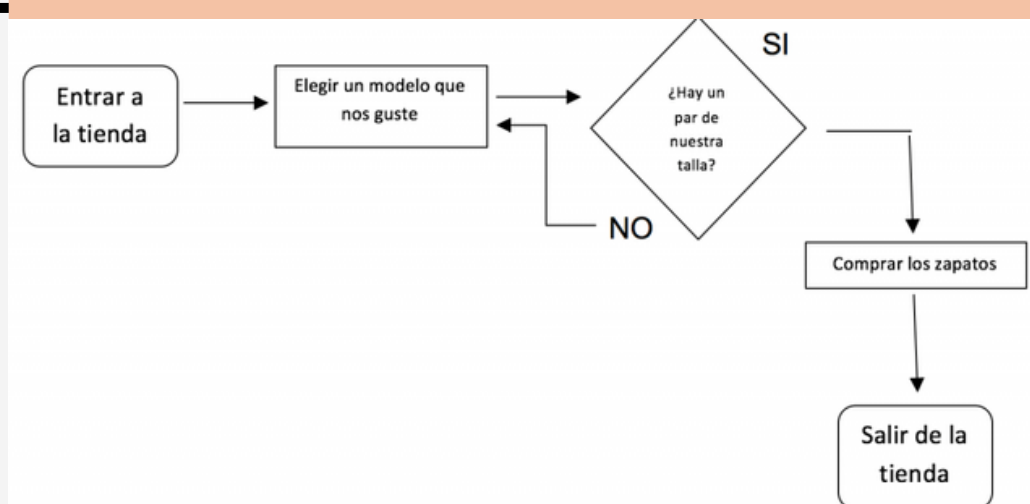 Entrar a
la tienda
Elegir un modelo que
nos guste
¿Hay un
par de
nuestra
talla?
SI
NO
Comprar los zapatos
Salir de la
tienda